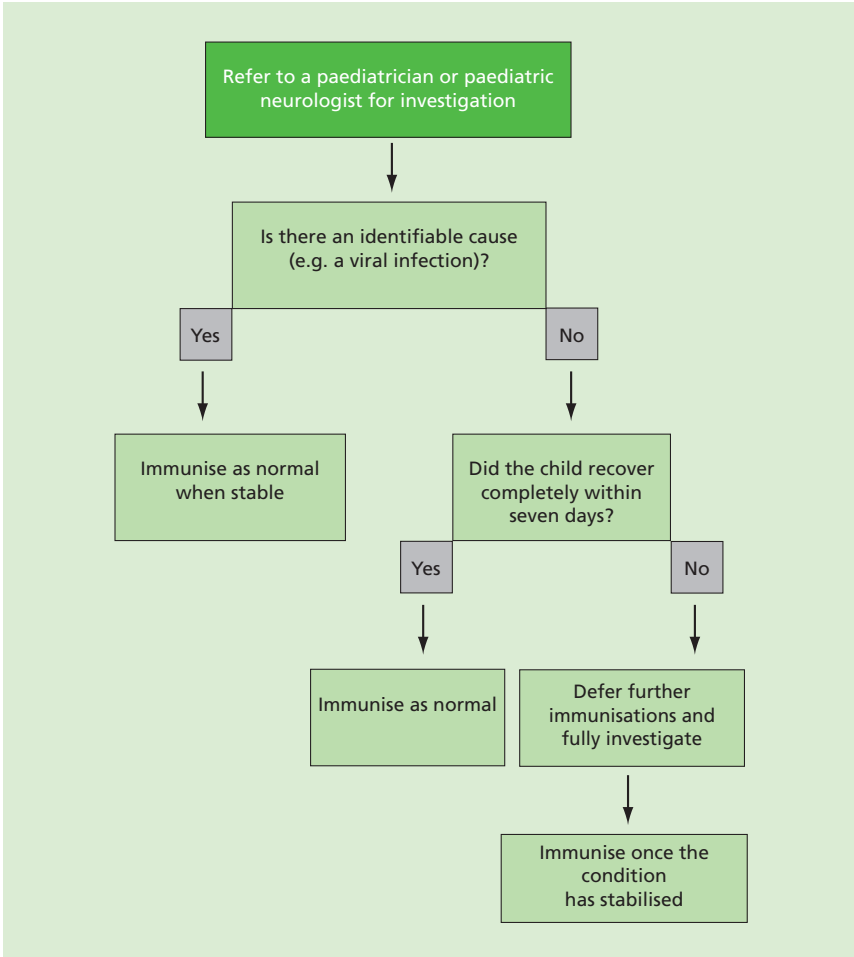 Refer to a paediatrician or paediatric
neurologist for investigation
Is there an identifiable cause
(e.g. a viral infection)?
Yes
No
Immunise as normal
when stable
Did the child recover
completely within
seven days?
Yes
No
Immunise as normal
Defer further
immunisations and
fully investigate
Immunise once the
condition
has stabilised